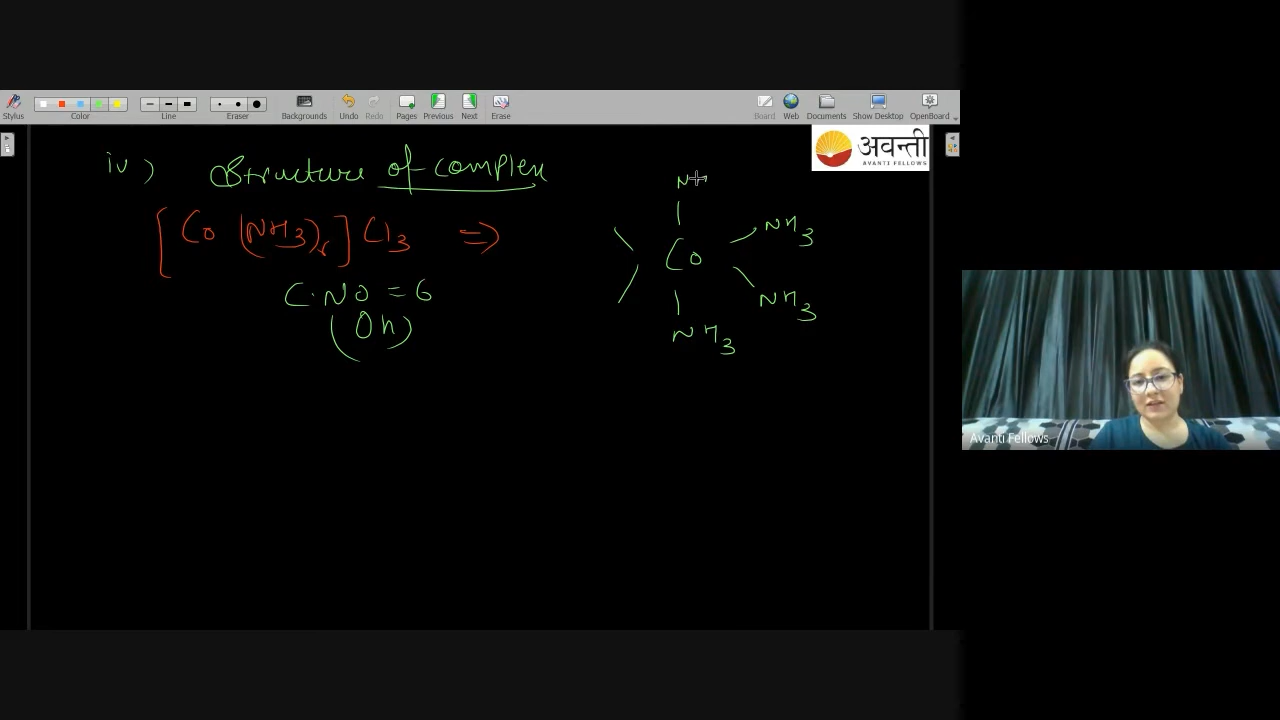 Stylus
Color
Line
Eraser
Backgrounds
Undo
Redo
Pages
Previous
Next
Erase
Board
Web
Documents
Show Desktop
OpenBoard
अवन्ती
AVANTI FELLOWS
iv) Structure of complex
[Co (NH3)6] Cl3 ⇒
C.NO = 6
(Oh)
N
Co
NH3
NH3
NH3
Avanti Fellows